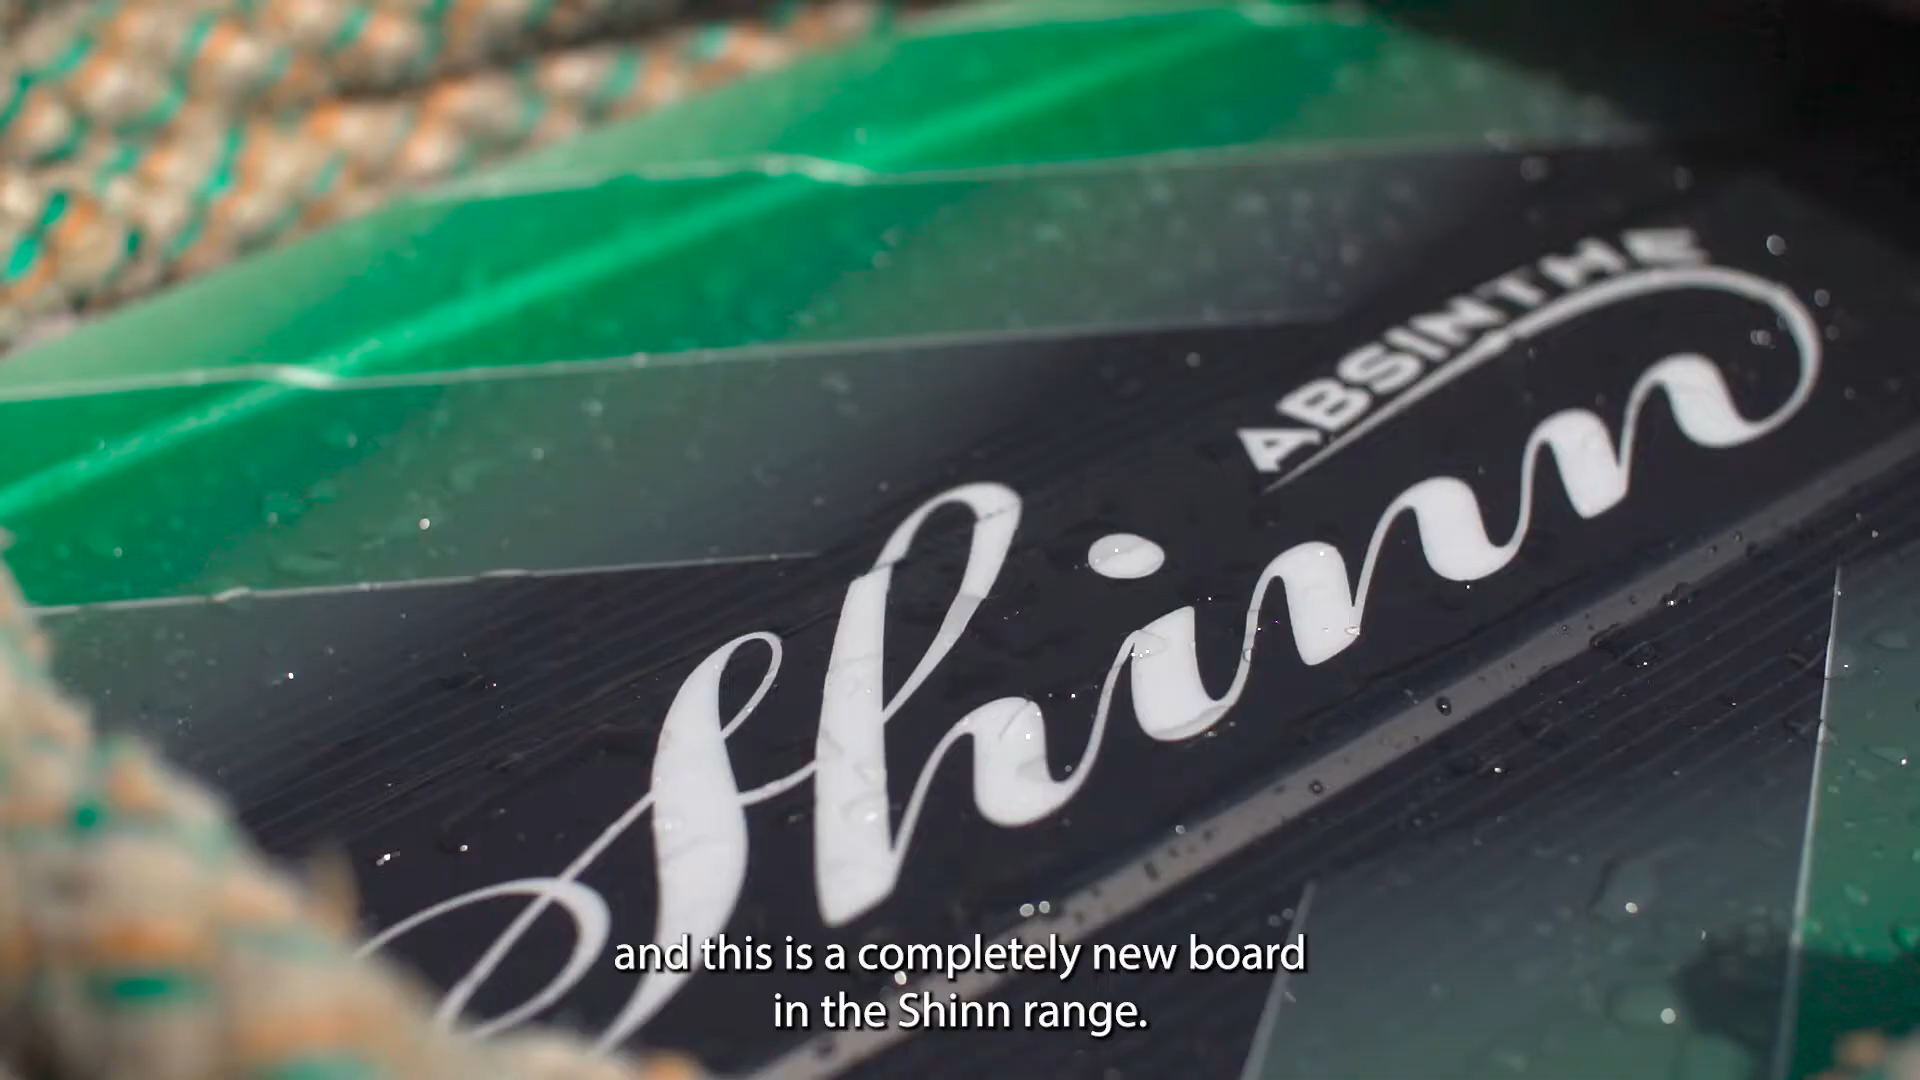 ABSINTHE
Shinn
and this is a completely new board
in the Shinn range.